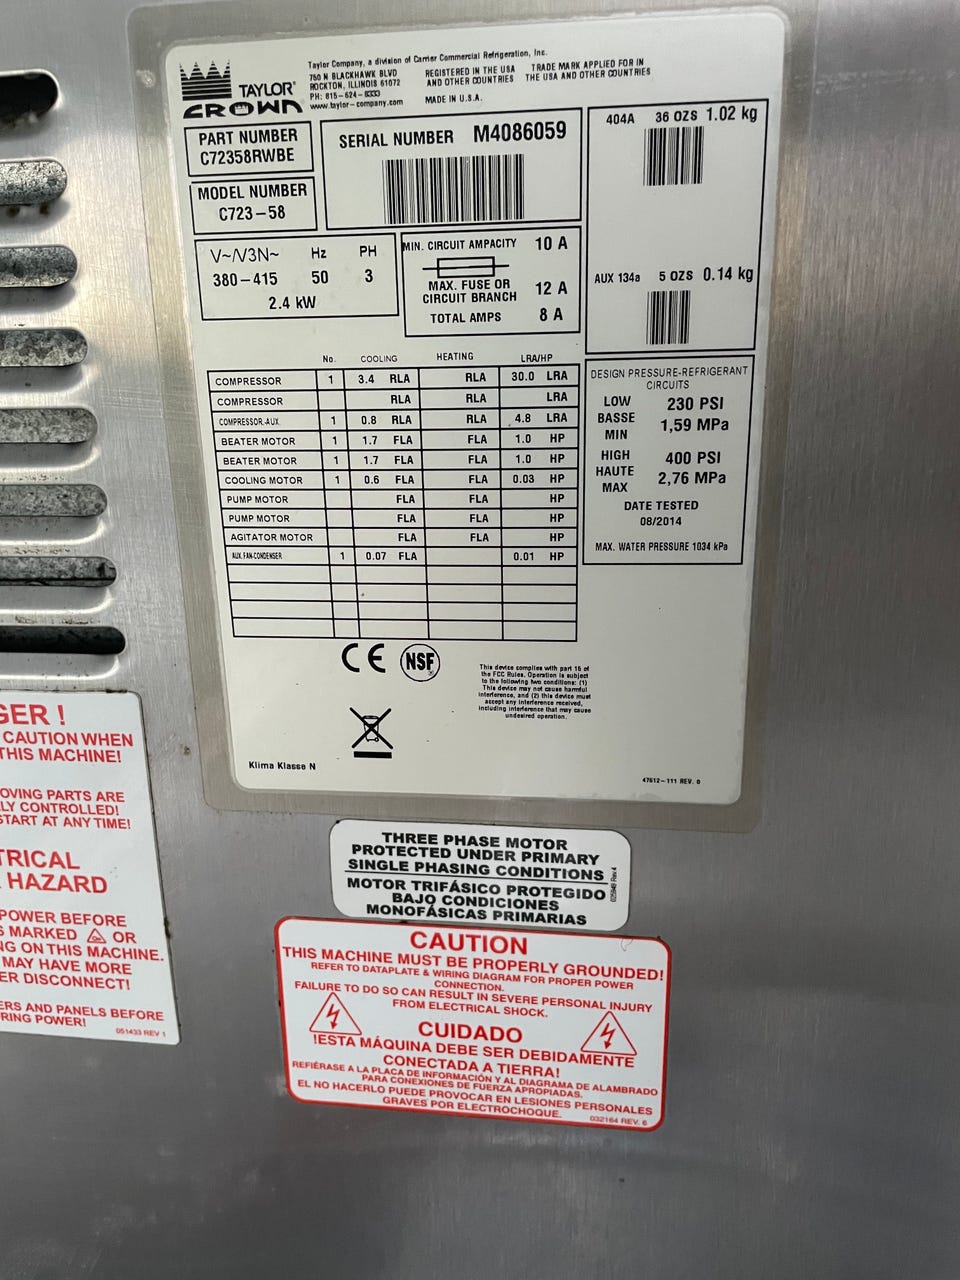 TAYLOR®
CROWN
Taylor Company, a division of Carrier Commercial Refrigeration, Inc.
750 N BLACKHAWK BLVD
ROCKTON, ILLINOIS 61072
PH: 815-624-8333
www.taylor-company.com
REGISTERED IN THE USA
AND OTHER COUNTRIES
TRADE MARK APPLIED FOR IN
THE USA AND OTHER COUNTRIES
MADE IN U.S.A.
PART NUMBER
C72358RWBE
MODEL NUMBER
C723-58
SERIAL NUMBER M4086059
404A 36 OZS 1.02 kg
AUX 134a 5 OZS 0.14 kg
V~/V3N~ Hz PH
380-415 50 3
2.4 kW
MIN. CIRCUIT AMPACITY 10 A
MAX. FUSE OR
CIRCUIT BRANCH 12 A
TOTAL AMPS 8 A
No. COOLING HEATING LRA/HP
COMPRESSOR 1 3.4 RLA RLA 30.0 LRA
COMPRESSOR RLA RLA LRA
COMPRESSOR-AUX. 1 0.8 RLA RLA 4.8 LRA
BEATER MOTOR 1 1.7 FLA FLA 1.0 HP
BEATER MOTOR 1 1.7 FLA FLA 1.0 HP
COOLING MOTOR 1 0.6 FLA FLA 0.03 HP
PUMP MOTOR FLA FLA HP
PUMP MOTOR FLA FLA HP
AGITATOR MOTOR FLA FLA HP
AUX. FAN-CONDENSER 1 0.07 FLA 0.01 HP
DESIGN PRESSURE-REFRIGERANT
CIRCUITS
LOW
BASSE
MIN
230 PSI
1,59 MPa
HIGH
HAUTE
MAX
400 PSI
2,76 MPa
DATE TESTED
08/2014
MAX. WATER PRESSURE 1034 kPa
CE NSF
This device complies with part 15 of
the FCC Rules. Operation is subject
to the following two conditions: (1)
This device may not cause harmful
interference, and (2) this device must
accept any interference received,
including interference that may cause
undesired operation.
Klima Klasse N
47612-111 REV. 0
GER !
CAUTION WHEN
THIS MACHINE!
OVING PARTS ARE
LY CONTROLLED!
START AT ANY TIME!
TRICAL
HAZARD
POWER BEFORE
S MARKED OR
NG ON THIS MACHINE.
MAY HAVE MORE
ER DISCONNECT!
ERS AND PANELS BEFORE
RING POWER!
051433 REV 1
THREE PHASE MOTOR
PROTECTED UNDER PRIMARY
SINGLE PHASING CONDITIONS
MOTOR TRIFÁSICO PROTEGIDO
BAJO CONDICIONES
MONOFÁSICAS PRIMARIAS
CAUTION
THIS MACHINE MUST BE PROPERLY GROUNDED!
REFER TO DATAPLATE & WIRING DIAGRAM FOR PROPER POWER
CONNECTION.
FAILURE TO DO SO CAN RESULT IN SEVERE PERSONAL INJURY
FROM ELECTRICAL SHOCK.
CUIDADO
!ESTA MÁQUINA DEBE SER DEBIDAMENTE
CONECTADA A TIERRA!
REFIÉRASE A LA PLACA DE INFORMACIÓN Y AL DIAGRAMA DE ALAMBRADO
PARA CONEXIONES DE FUERZA APROPIADAS.
EL NO HACERLO PUEDE PROVOCAR EN LESIONES PERSONALES
GRAVES POR ELECTROCHOQUE.
032164 REV. 6